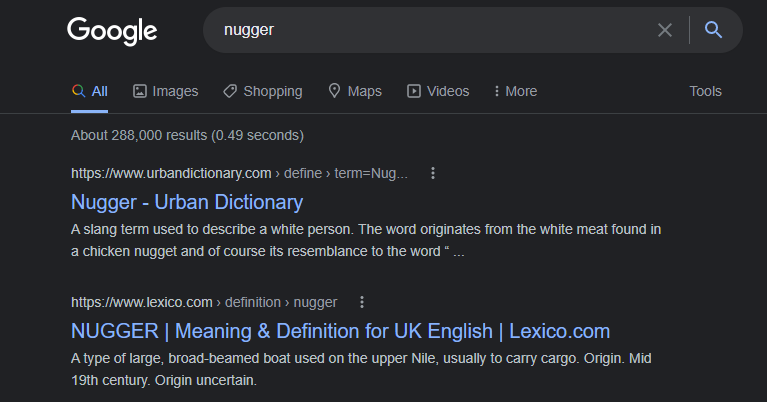 Google nugger
All Images Shopping Maps Videos More Tools
About 288,000 results (0.49 seconds)
https://www.urbandictionary.com › define › term=Nug...
Nugger - Urban Dictionary
A slang term used to describe a white person. The word originates from the white meat found in
a chicken nugget and of course its resemblance to the word “ ...
https://www.lexico.com › definition › nugger
NUGGER | Meaning & Definition for UK English | Lexico.com
A type of large, broad-beamed boat used on the upper Nile, usually to carry cargo. Origin. Mid
19th century. Origin uncertain.